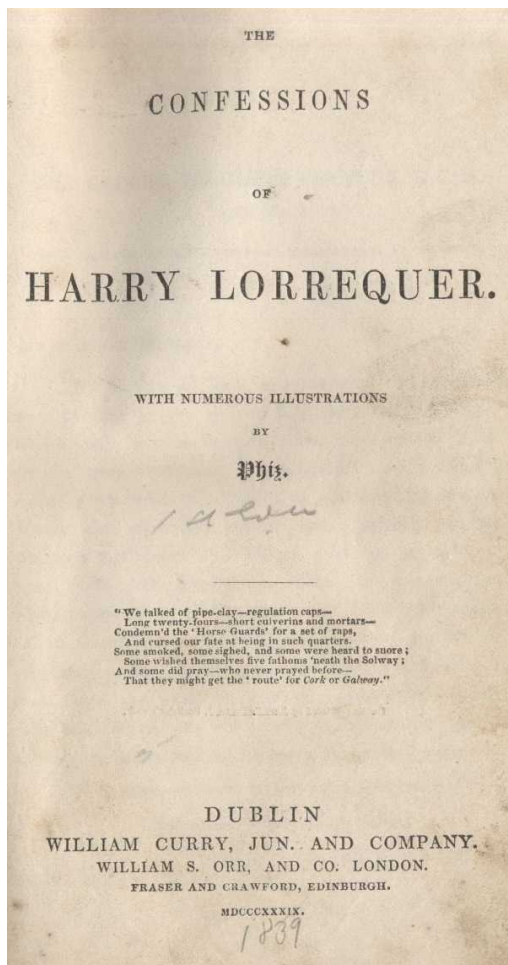 THE
CONFESSIONS
OF
HARRY LORREQUER.
WITH NUMEROUS ILLUSTRATIONS
BY
Phiz.
"We talked of pipe-clay—regulation caps—
Long twenty-fours—short culverins and mortars—
Condemn'd the 'Horse Guards' for a set of raps,
And cursed our fate at being in such quarters.
Some smoked, some sighed, and some were heard to snore;
Some wished themselves five fathoms 'neath the Solway;
And some did pray—who never prayed before—
That they might get the 'route' for Cork or Galway."
DUBLIN
WILLIAM CURRY, JUN. AND COMPANY.
WILLIAM S. ORR, AND CO. LONDON.
FRASER AND CRAWFORD, EDINBURGH.
MDCCCXXXIX.
1839